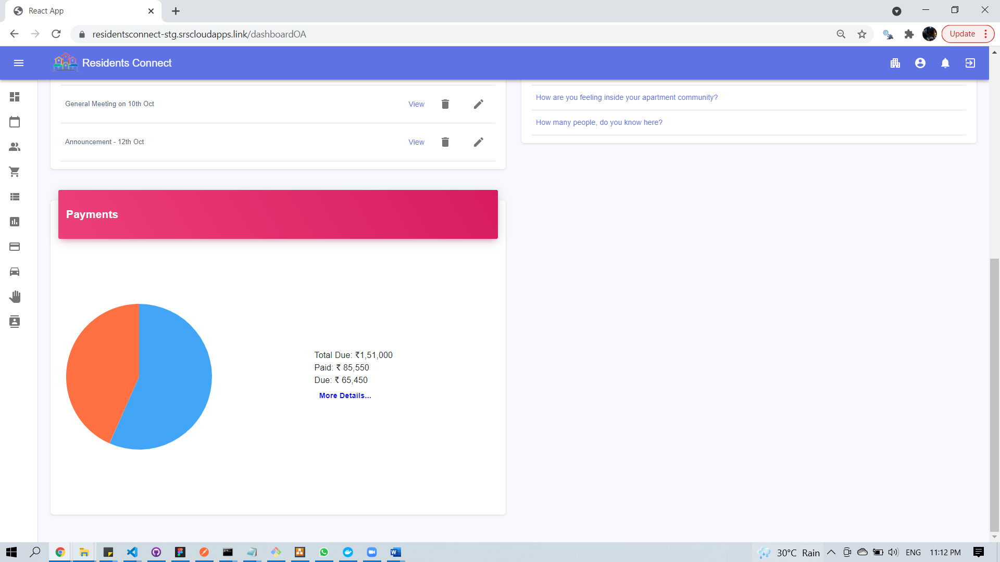 React App
residentsconnect-stg.srscloudapps.link/dashboardOA
Update
Residents Connect
General Meeting on 10th Oct
View
Announcement - 12th Oct
View
How are you feeling inside your apartment community?
How many people, do you know here?
Payments
Total Due: ₹1,51,000
Paid: ₹ 85,550
Due: ₹ 65,450
More Details...
30°C Rain
ENG
11:12 PM